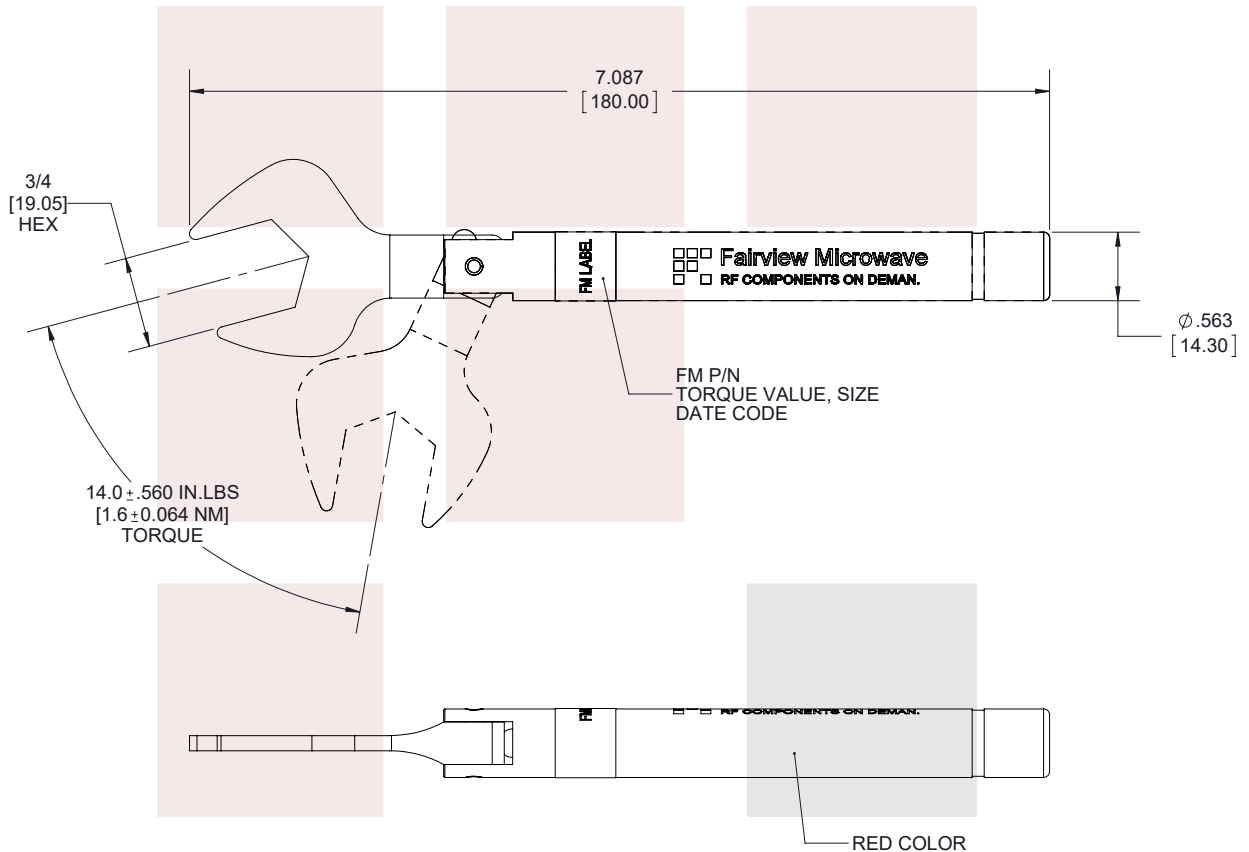 7.087
[180.00]
3/4
[19.05]
HEX
FM LABEL
Fairview Microwave
RF COMPONENTS ON DEMAN.
⌀.563
[14.30]
FM P/N
TORQUE VALUE, SIZE
DATE CODE
14.0±.560 IN.LBS
[1.6±0.064 NM]
TORQUE
FM
RF COMPONENTS ON DEMAN.
RED COLOR